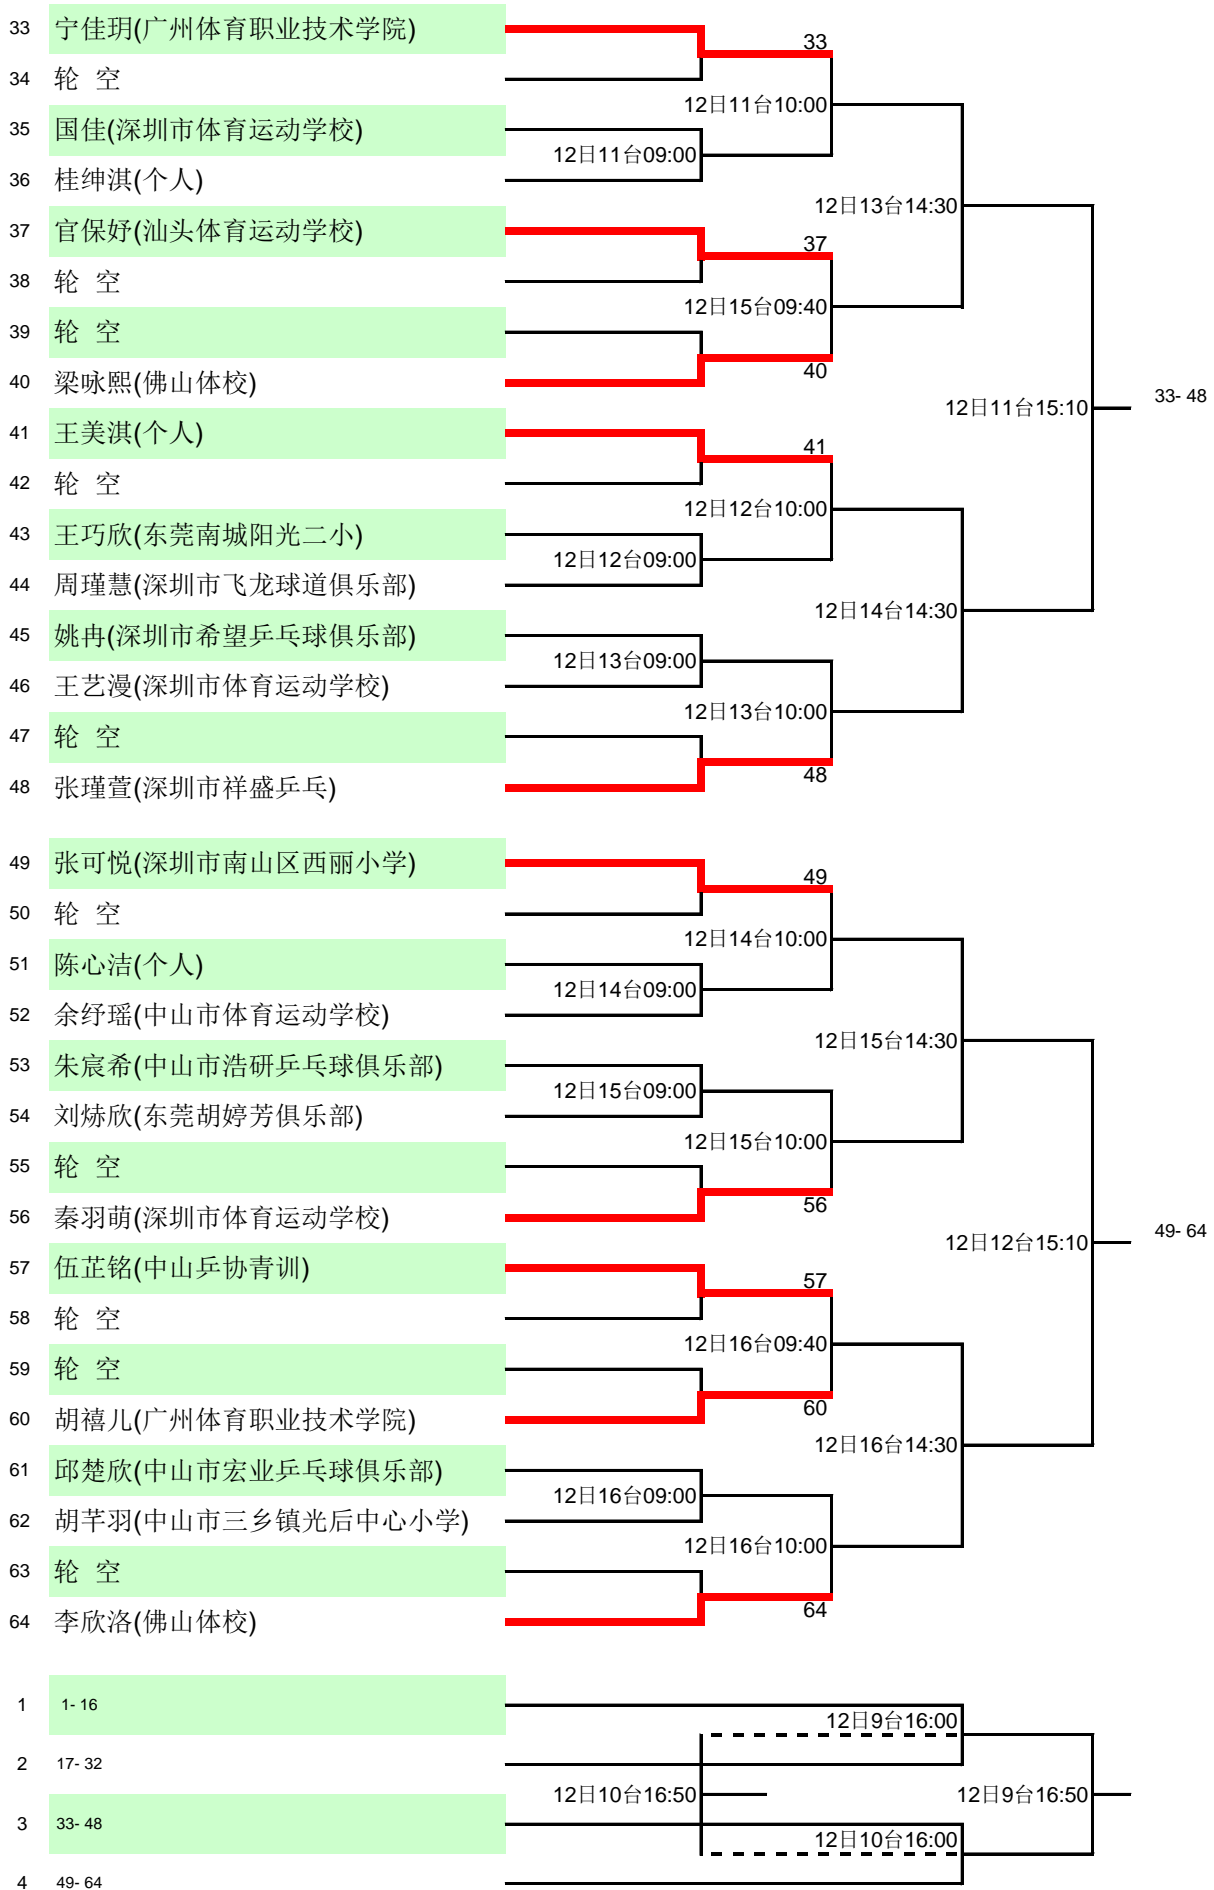 33 宁佳玥(广州体育职业技术学院)
33
34 轮 空
12日11台10:00
35 国佳(深圳市体育运动学校)
12日11台09:00
36 桂绅淇(个人)
12日13台14:30
37 官保妤(汕头体育运动学校)
37
38 轮 空
12日15台09:40
39 轮 空
40
40 梁咏熙(佛山体校)
12日11台15:10 33- 48
41 王美淇(个人)
41
42 轮 空
12日12台10:00
43 王巧欣(东莞南城阳光二小)
12日12台09:00
44 周瑾慧(深圳市飞龙球道俱乐部)
12日14台14:30
45 姚冉(深圳市希望乒乓球俱乐部)
12日13台09:00
46 王艺漫(深圳市体育运动学校)
12日13台10:00
47 轮 空
48
48 张瑾萱(深圳市祥盛乒乓)
49 张可悦(深圳市南山区西丽小学)
49
50 轮 空
12日14台10:00
51 陈心洁(个人)
12日14台09:00
52 余纾瑶(中山市体育运动学校)
12日15台14:30
53 朱宸希(中山市浩研乒乓球俱乐部)
12日15台09:00
54 刘焃欣(东莞胡婷芳俱乐部)
12日15台10:00
55 轮 空
56
56 秦羽萌(深圳市体育运动学校)
12日12台15:10 49- 64
57 伍芷铭(中山乒协青训)
57
58 轮 空
12日16台09:40
59 轮 空
60
60 胡禧儿(广州体育职业技术学院)
12日16台14:30
61 邱楚欣(中山市宏业乒乓球俱乐部)
12日16台09:00
62 胡芊羽(中山市三乡镇光后中心小学)
12日16台10:00
63 轮 空
64
64 李欣洛(佛山体校)
1 1- 16
12日9台16:00
2 17- 32
12日10台16:50 12日9台16:50
3 33- 48
12日10台16:00
4 49- 64